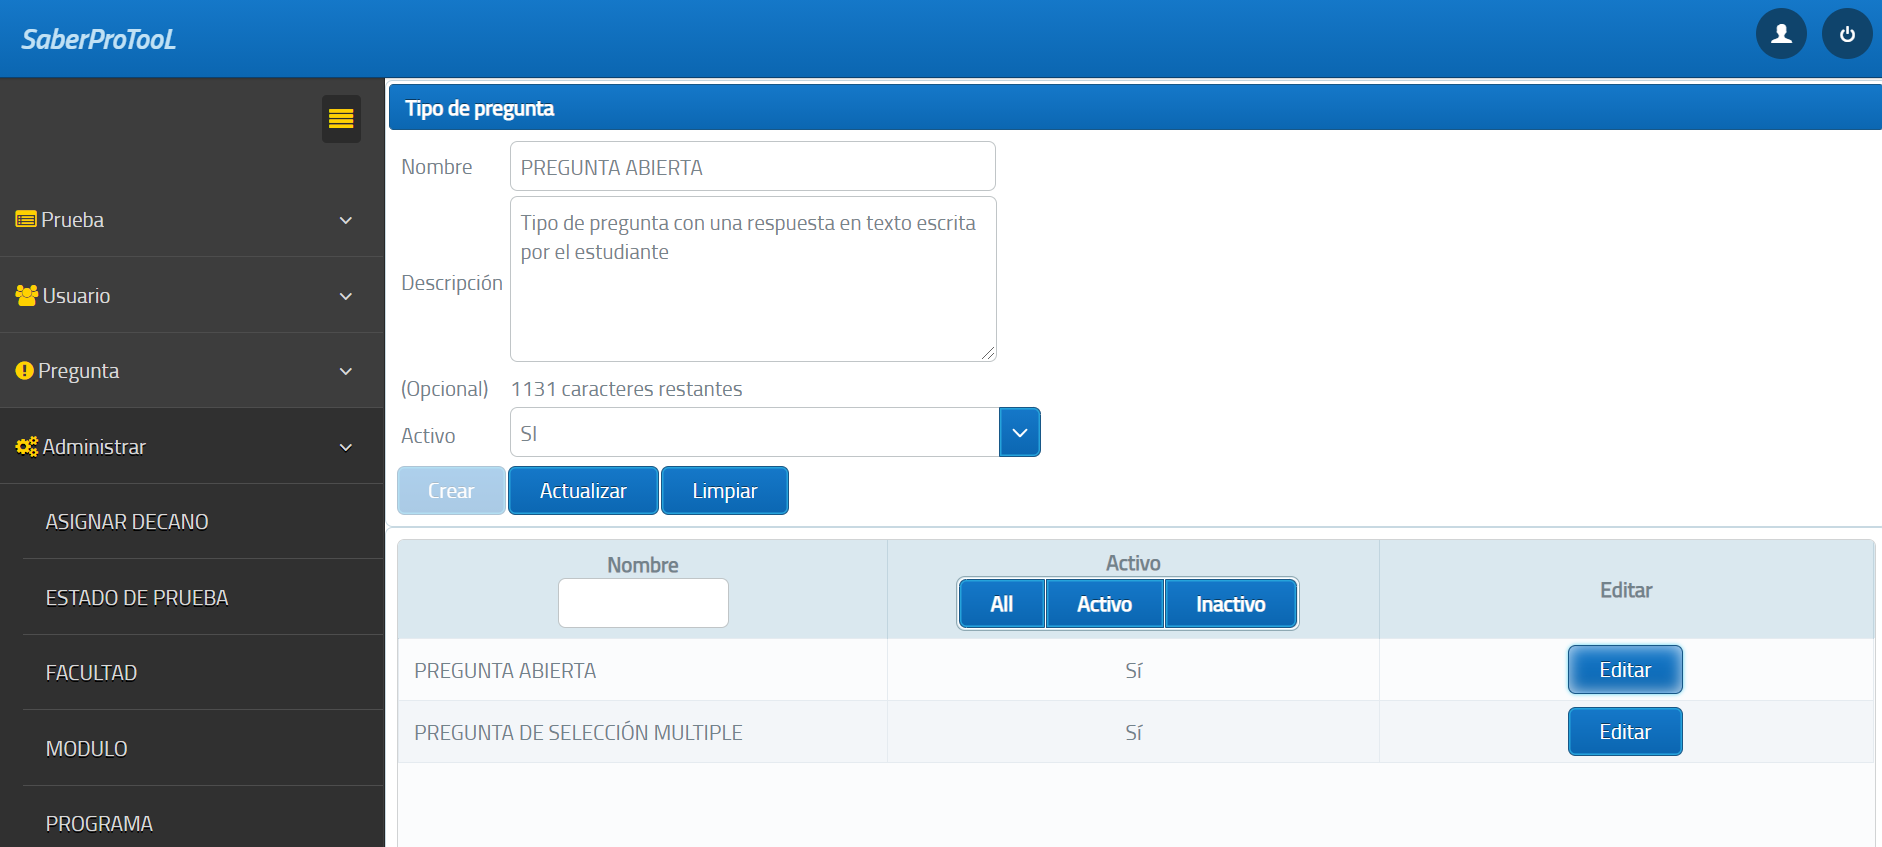 SaberProTooL
Prueba
Usuario
Pregunta
Administrar
ASIGNAR DECANO
ESTADO DE PRUEBA
FACULTAD
MODULO
PROGRAMA
Tipo de pregunta
Nombre PREGUNTA ABIERTA
Descripción
Tipo de pregunta con una respuesta en texto escrita
por el estudiante
(Opcional) 1131 caracteres restantes
Activo SI
Crear Actualizar Limpiar
Nombre Activo Editar
All Activo Inactivo
PREGUNTA ABIERTA Sí Editar
PREGUNTA DE SELECCIÓN MULTIPLE Sí Editar